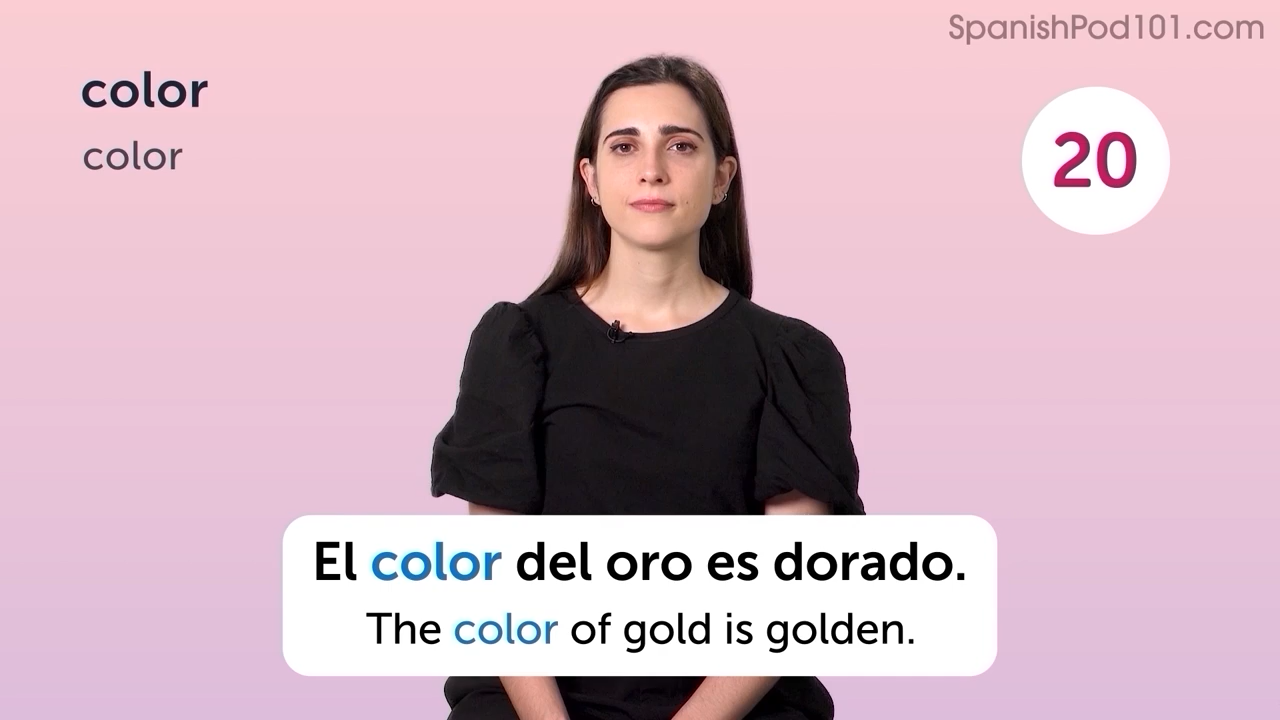 SpanishPod101.com
color
color
20
El color del oro es dorado.
The color of gold is golden.